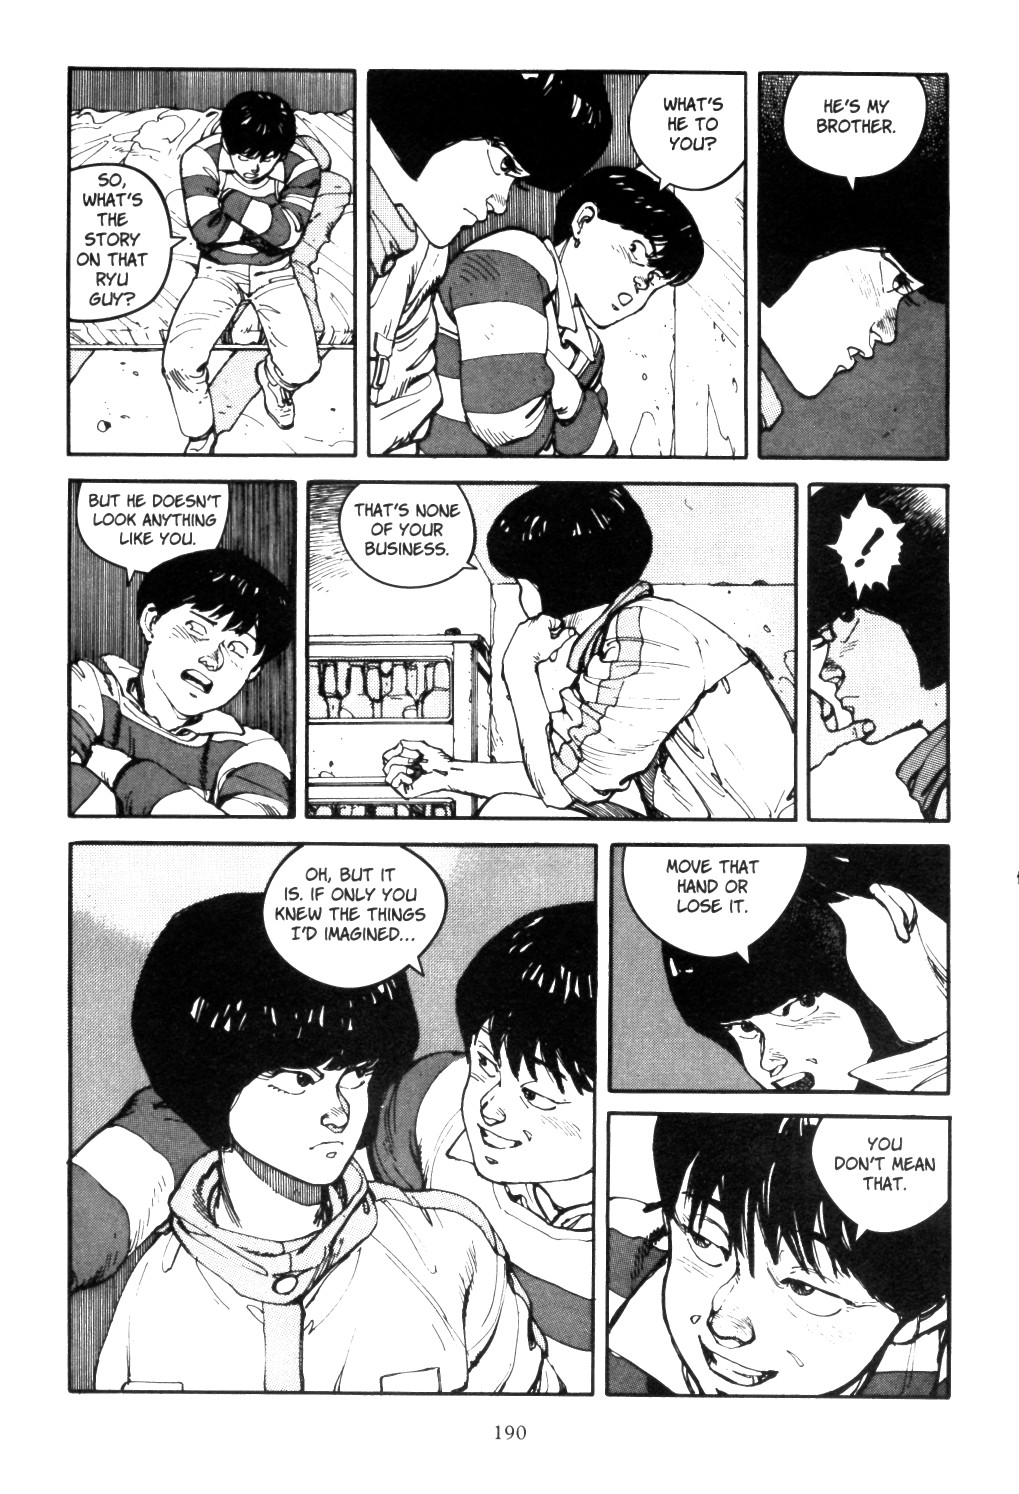 SO,
WHAT'S
THE
STORY
ON THAT
RYU
GUY?
WHAT'S
HE TO
YOU?
HE'S MY
BROTHER.
BUT HE DOESN'T
LOOK ANYTHING
LIKE YOU.
THAT'S NONE
OF YOUR
BUSINESS.
!
OH, BUT IT
IS. IF ONLY YOU
KNEW THE THINGS
I'D IMAGINED...
MOVE THAT
HAND OR
LOSE IT.
YOU
DON'T MEAN
THAT.
190